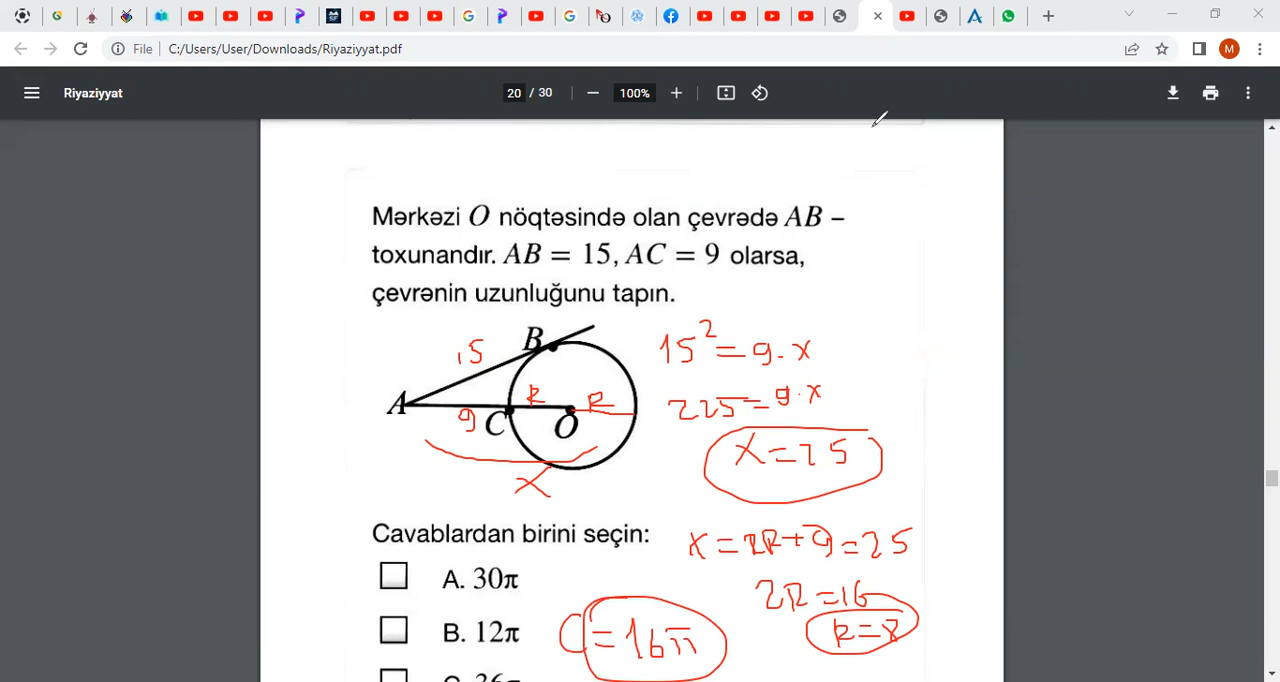 File C:/Users/User/Downloads/Riyaziyyat.pdf
M
Riyaziyyat
20 / 30
100%
Mərkəzi O nöqtəsində olan çevrədə AB –
toxunandır. AB = 15, AC = 9 olarsa,
çevrənin uzunluğunu tapın.
15
B
A
9
C
R
R
O
x
15² = 9·x
225 = 9·x
x = 25
x = 2R + 9 = 25
2R = 16
R = 8
C = 16π
Cavablardan birini seçin:
A. 30π
B. 12π